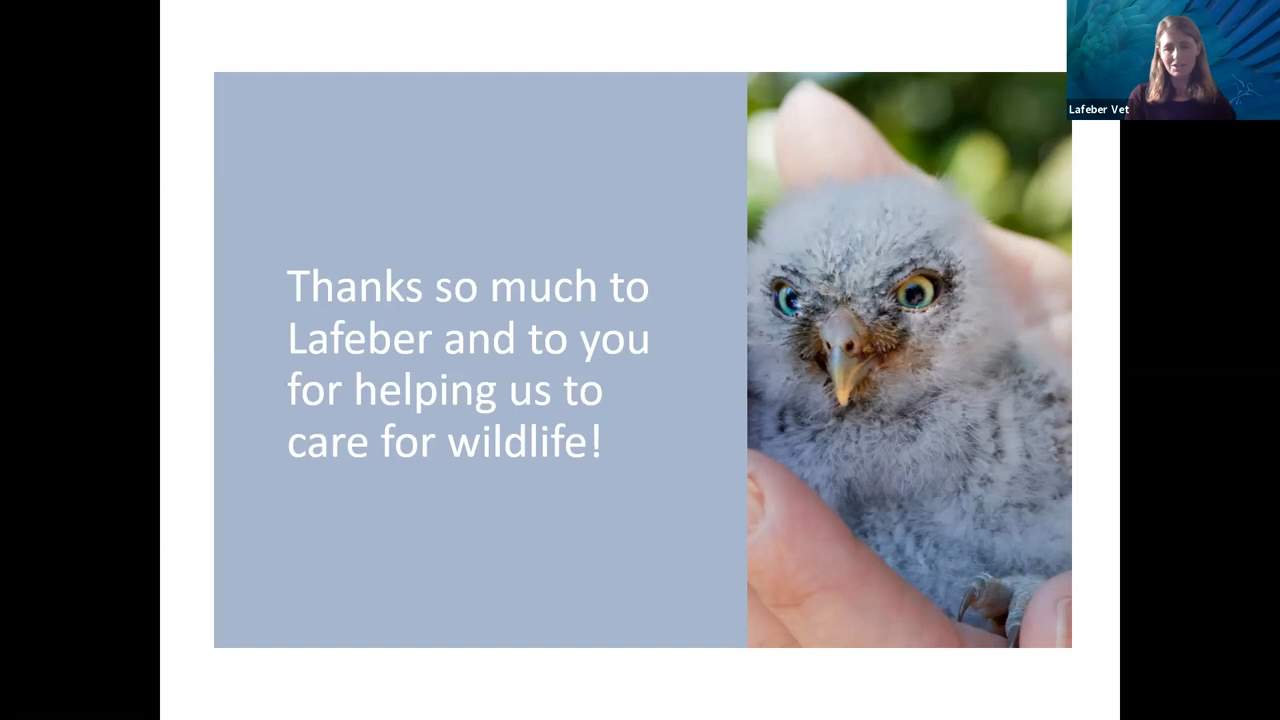 Lafeber Vet
Thanks so much to
Lafeber and to you
for helping us to
care for wildlife!